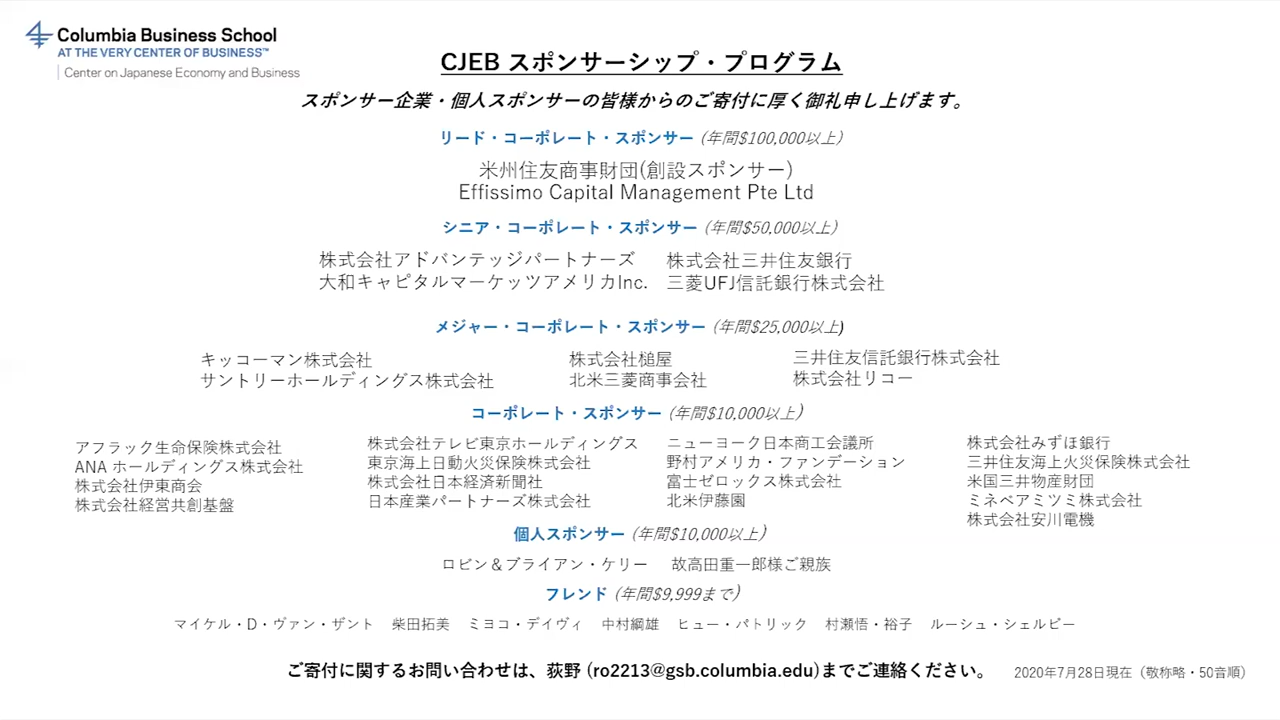 Columbia Business School
AT THE VERY CENTER OF BUSINESS™
Center on Japanese Economy and Business
CJEB スポンサーシップ・プログラム
スポンサー企業・個人スポンサーの皆様からのご寄付に厚く御礼申し上げます。
リード・コーポレート・スポンサー (年間$100,000以上)
米州住友商事財団(創設スポンサー)
Effissimo Capital Management Pte Ltd
シニア・コーポレート・スポンサー (年間$50,000以上)
株式会社アドバンテッジパートナーズ 株式会社三井住友銀行
大和キャピタルマーケッツアメリカInc. 三菱UFJ信託銀行株式会社
メジャー・コーポレート・スポンサー (年間$25,000以上)
キッコーマン株式会社 株式会社槌屋 三井住友信託銀行株式会社
サントリーホールディングス株式会社 北米三菱商事会社 株式会社リコー
コーポレート・スポンサー (年間$10,000以上)
アフラック生命保険株式会社 株式会社テレビ東京ホールディングス ニューヨーク日本商工会議所 株式会社みずほ銀行
ANA ホールディングス株式会社 東京海上日動火災保険株式会社 野村アメリカ・ファンデーション 三井住友海上火災保険株式会社
株式会社伊東商会 株式会社日本経済新聞社 富士ゼロックス株式会社 米国三井物産財団
株式会社経営共創基盤 日本産業パートナーズ株式会社 北米伊藤園 ミネベアミツミ株式会社
株式会社安川電機
個人スポンサー (年間$10,000以上)
ロビン＆ブライアン・ケリー 故高田重一郎様ご親族
フレンド (年間$9,999まで)
マイケル・D・ヴァン・ザント 柴田拓美 ミヨコ・デイヴィ 中村綱雄 ヒュー・パトリック 村瀬悟・裕子 ルーシュ・シェルビー
ご寄付に関するお問い合わせは、荻野 (ro2213@gsb.columbia.edu)までご連絡ください。 2020年7月28日現在（敬称略・50音順）